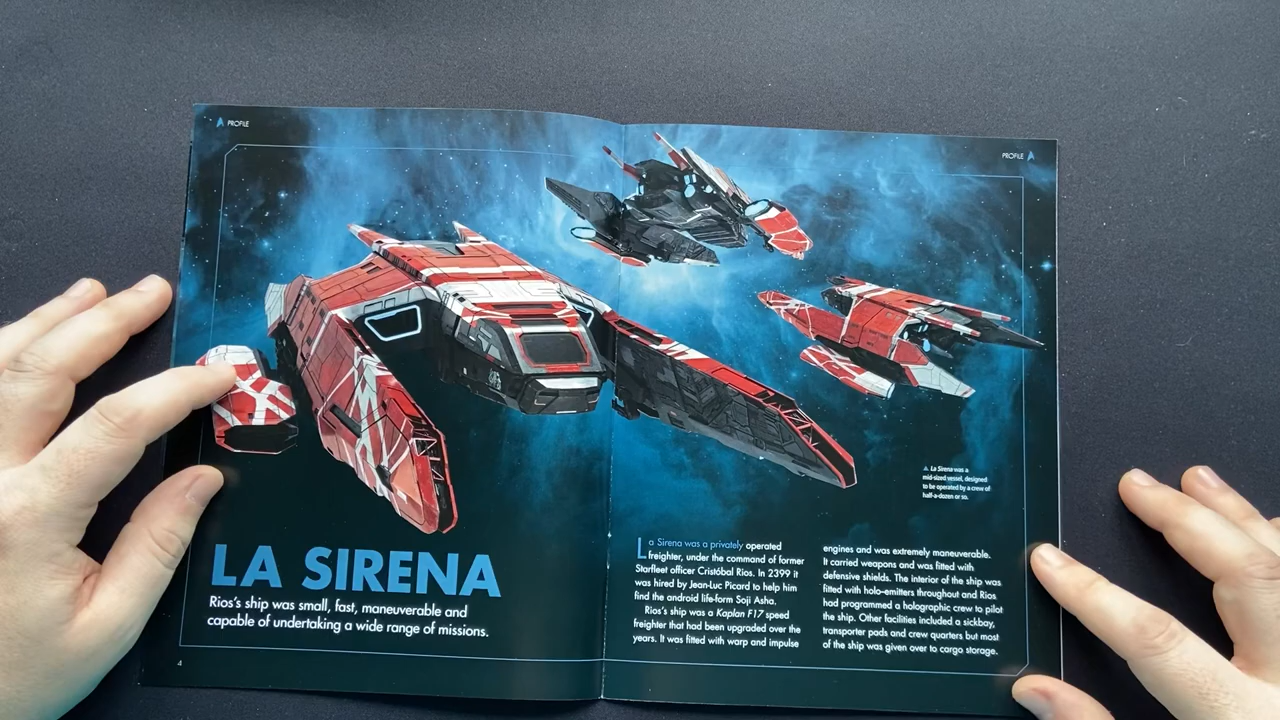 PROFILE
PROFILE
La Sirena was a
mid-sized vessel, designed
to be operated by a crew of
half-a-dozen or so.
LA SIRENA
Rios's ship was small, fast, maneuverable and
capable of undertaking a wide range of missions.
La Sirena was a privately operated
freighter, under the command of former
Starfleet officer Cristóbal Rios. In 2399 it
was hired by Jean-Luc Picard to help him
find the android life-form Soji Asha.
Rios's ship was a Kaplan F17 speed
freighter that had been upgraded over the
years. It was fitted with warp and impulse
engines and was extremely maneuverable.
It carried weapons and was fitted with
defensive shields. The interior of the ship was
fitted with holo-emitters throughout and Rios
had programmed a holographic crew to pilot
the ship. Other facilities included a sickbay,
transporter pads and crew quarters but most
of the ship was given over to cargo storage.
4